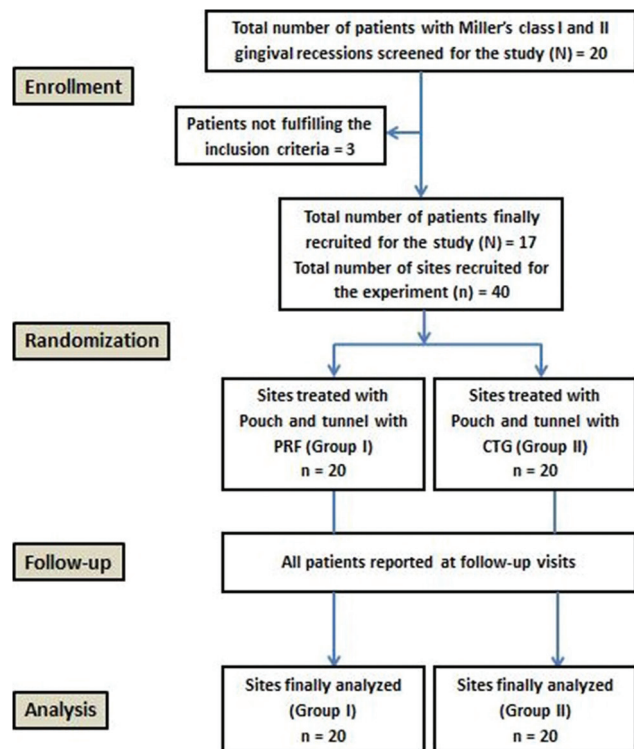 Total number of patients with Miller's class I and II
gingival recessions screened for the study (N) = 20
Enrollment
Patients not fulfilling the
inclusion criteria = 3
Total number of patients finally
recruited for the study (N) = 17
Total number of sites recruited for
the experiment (n) = 40
Randomization
Sites treated with
Pouch and tunnel with
PRF (Group I)
n = 20
Sites treated with
Pouch and tunnel with
CTG (Group II)
n = 20
Follow-up
All patients reported at follow-up visits
Analysis
Sites finally analyzed
(Group I)
n = 20
Sites finally analyzed
(Group II)
n = 20